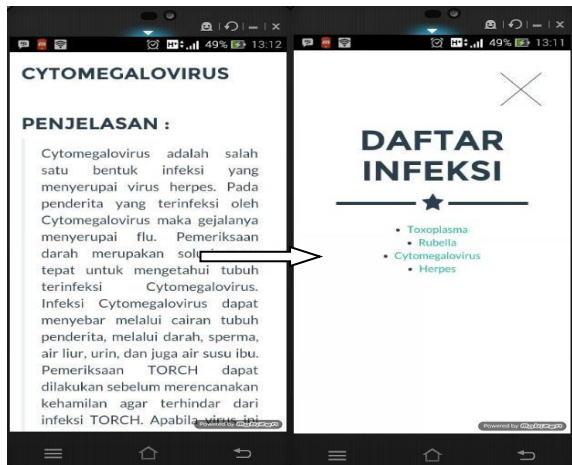 49% 13:12
CYTOMEGALOVIRUS
PENJELASAN :
Cytomegalovirus adalah salah
satu bentuk infeksi yang
menyerupai virus herpes. Pada
penderita yang terinfeksi oleh
Cytomegalovirus maka gejalanya
menyerupai flu. Pemeriksaan
darah merupakan
tepat untuk mengetahui tubuh
terinfeksi Cytomegalovirus.
Infeksi Cytomegalovirus dapat
menyebar melalui cairan tubuh
penderita, melalui darah, sperma,
air liur, urin, dan juga air susu ibu.
Pemeriksaan TORCH dapat
dilakukan sebelum merencanakan
kehamilan agar terhindar dari
infeksi TORCH. Apabila virus ini
Powered by
49% 13:11
DAFTAR
INFEKSI
• Toxoplasma
• Rubella
• Cytomegalovirus
• Herpes
Powered by